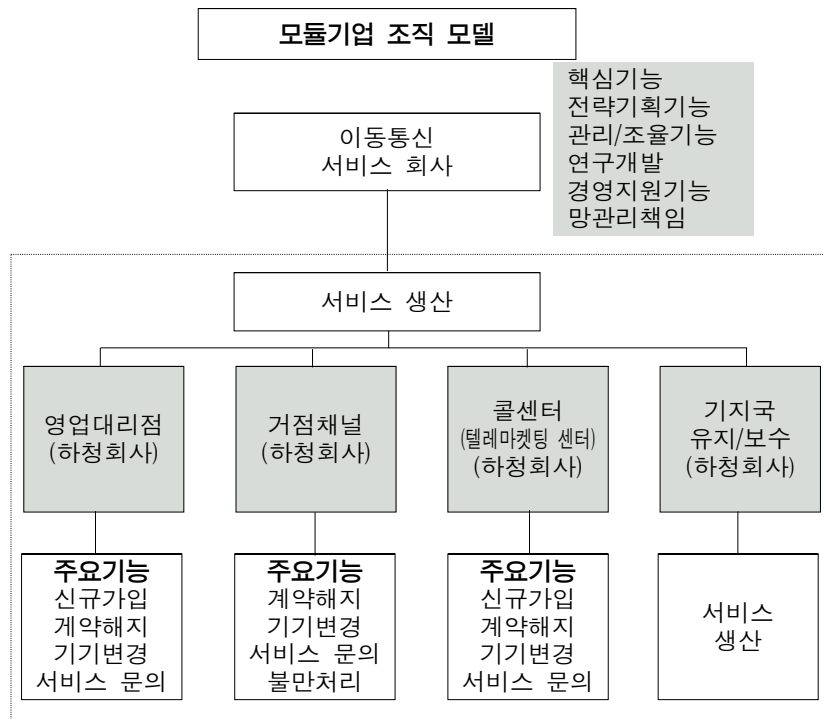 모듈기업 조직 모델
핵심기능
전략기획기능
관리/조율기능
연구개발
경영지원기능
망관리책임
이동통신
서비스 회사
서비스 생산
영업대리점
(하청회사)
거점채널
(하청회사)
콜센터
(텔레마켓팅 센터)
(하청회사)
기지국
유지/보수
(하청회사)
주요기능
신규가입
게약해지
기기변경
서비스 문의
주요기능
계약해지
기기변경
서비스 문의
불만처리
주요기능
신규가입
계약해지
기기변경
서비스 문의
서비스
생산